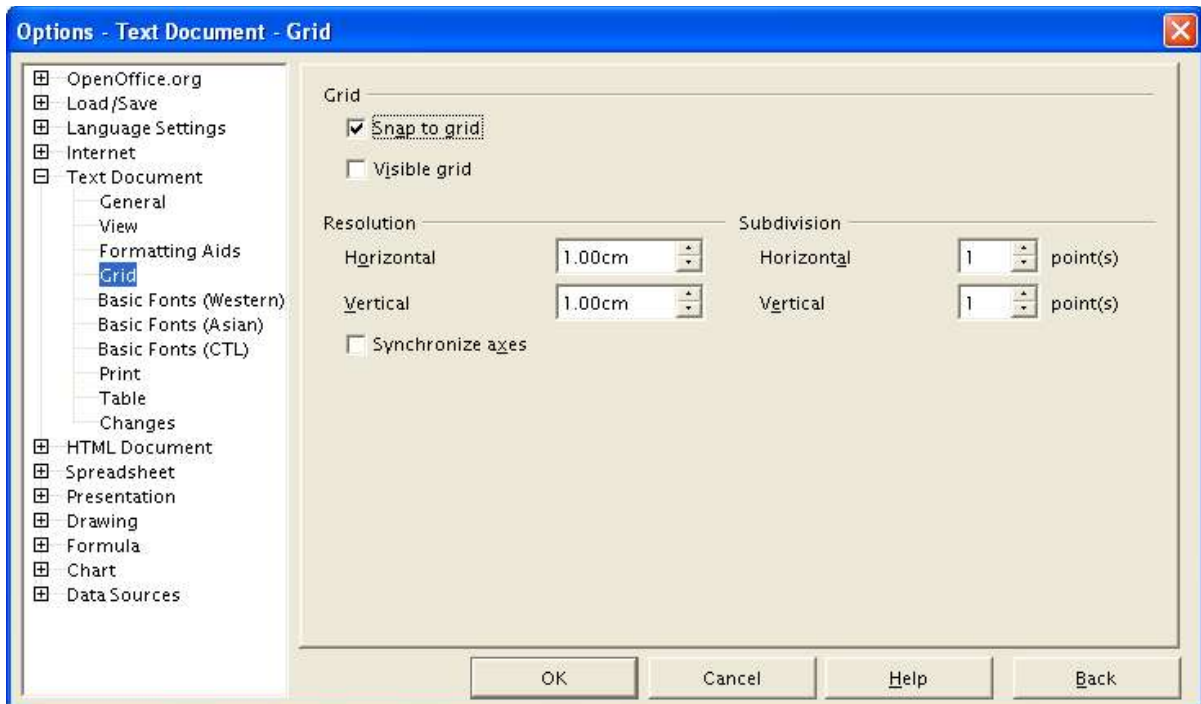 Options - Text Document - Grid
OpenOffice.org
Load/Save
Language Settings
Internet
Text Document
General
View
Formatting Aids
Grid
Basic Fonts (Western)
Basic Fonts (Asian)
Basic Fonts (CTL)
Print
Table
Changes
HTML Document
Spreadsheet
Presentation
Drawing
Formula
Chart
Data Sources
Grid
Snap to grid
Visible grid
Resolution
Horizontal 1.00cm
Vertical 1.00cm
Synchronize axes
Subdivision
Horizontal 1 point(s)
Vertical 1 point(s)
OK Cancel Help Back